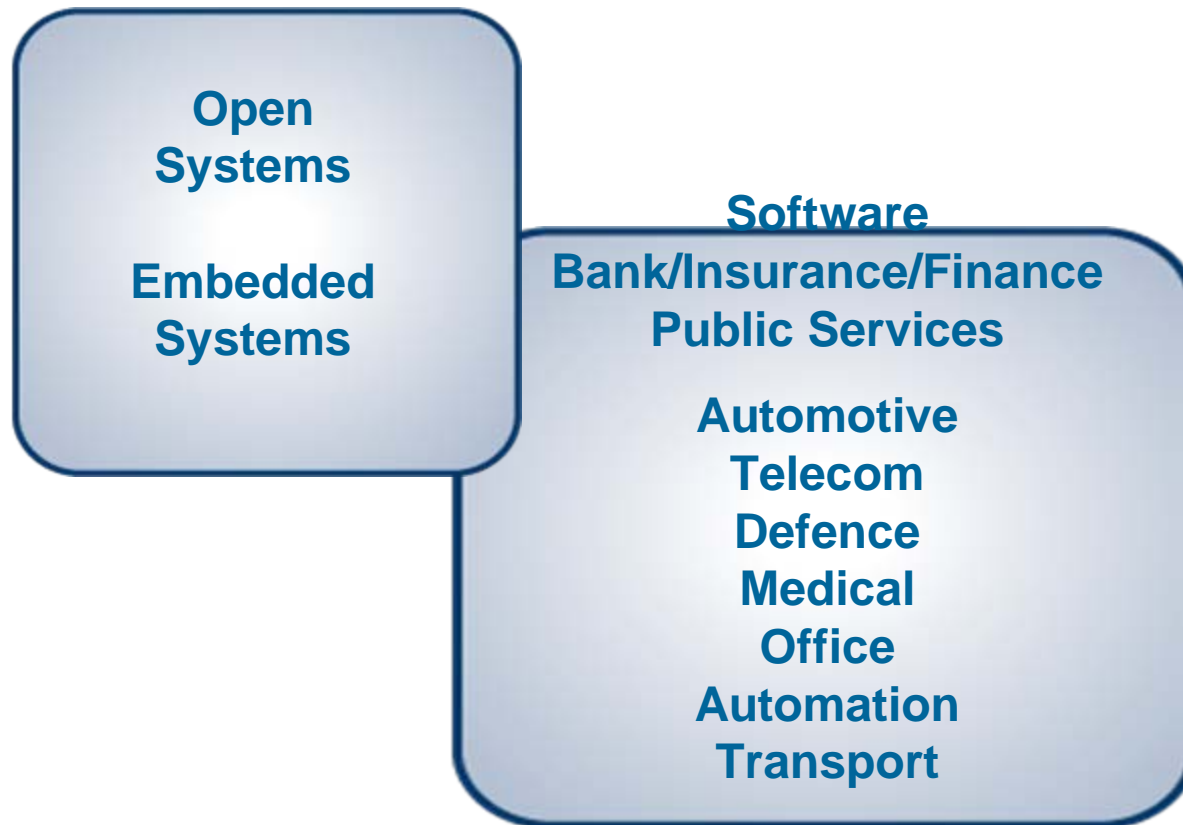 Open
Systems
Embedded
Systems
Software
Bank/Insurance/Finance
Public Services
Automotive
Telecom
Defence
Medical
Office
Automation
Transport